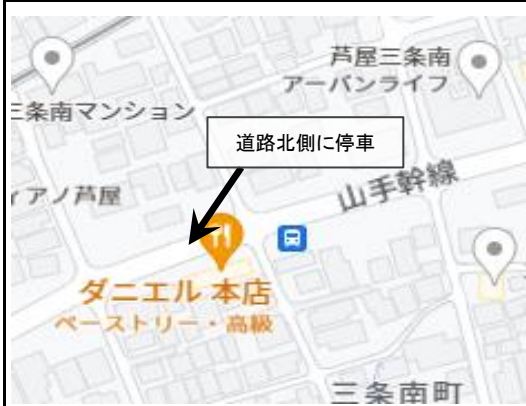 芦屋三条南
アーバンライフ
三条南マンション
道路北側に停車
山手幹線
ィアノ芦屋
ダニエル 本店
ペーストリー・高級
三条南町